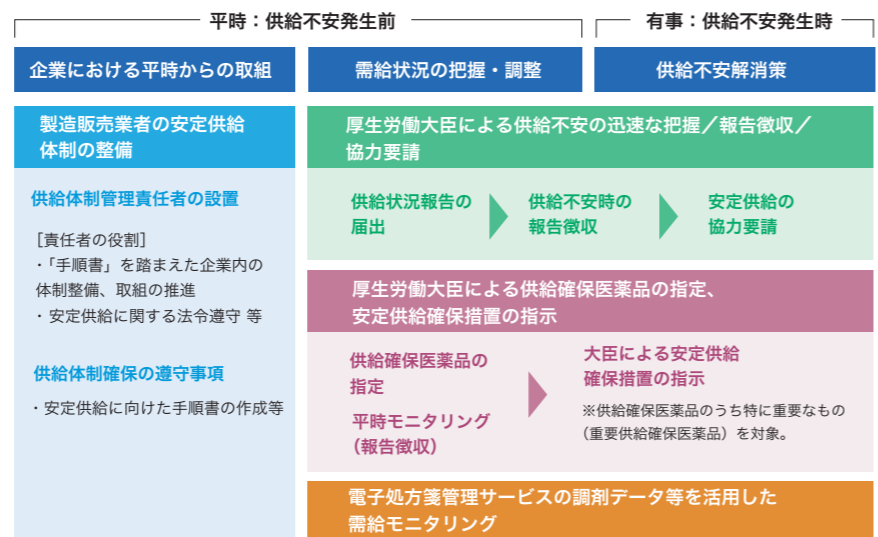 平時：供給不安発生前
有事：供給不安発生時
企業における平時からの取組
需給状況の把握・調整
供給不安解消策
製造販売業者の安定供給
体制の整備
供給体制管理責任者の設置
［責任者の役割］
・「手順書」を踏まえた企業内の
体制整備、取組の推進
・安定供給に関する法令遵守 等
供給体制確保の遵守事項
・安定供給に向けた手順書の作成等
厚生労働大臣による供給不安の迅速な把握／報告徴収／
協力要請
供給状況報告の
届出
供給不安時の
報告徴収
安定供給の
協力要請
厚生労働大臣による供給確保医薬品の指定、
安定供給確保措置の指示
供給確保医薬品の
指定
平時モニタリング
（報告徴収）
大臣による安定供給
確保措置の指示
※供給確保医薬品のうち特に重要なもの
（重要供給確保医薬品）を対象。
電子処方箋管理サービスの調剤データ等を活用した
需給モニタリング